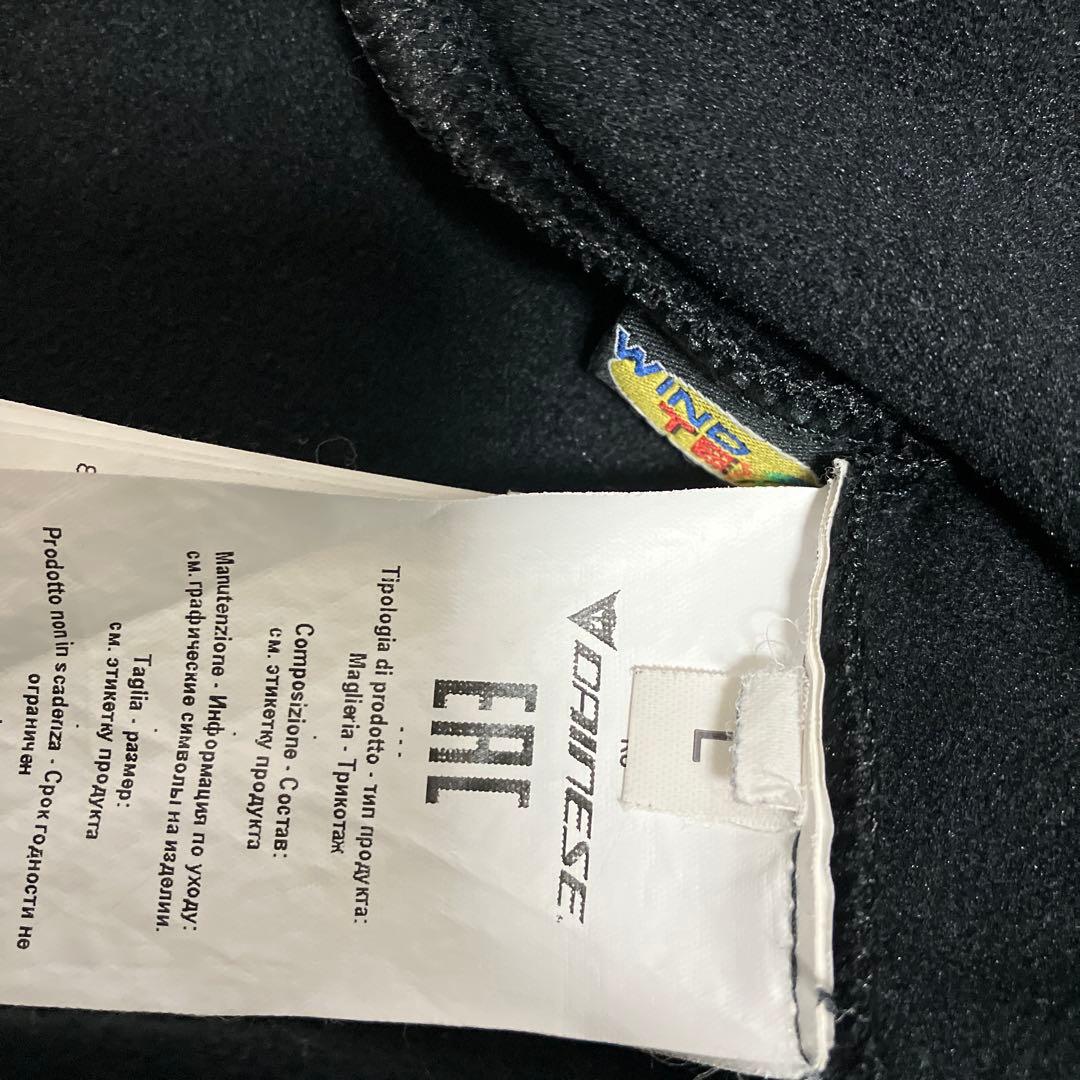 WIND
L
DAINESE
EAC
Tipologia di prodotto - тип продукта:
Maglieria - Трикотаж
- - -
Composizione - Состав:
см. этикетку продукта
Manutenzione - Информация по уходу:
см. графические символы на изделии.
Taglia - размер:
см. этикетку продукта
Prodotto non in scadenza - Срок годности не
ограничен